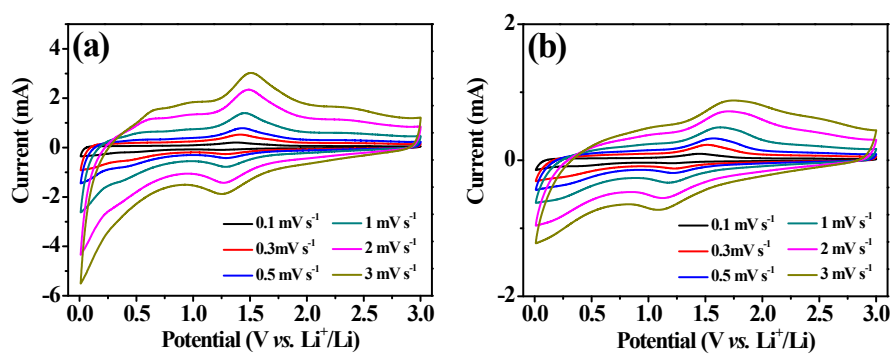 (a)
Current (mA)
4
2
0
-2
-4
-6
0.1 mV s⁻¹
0.3mV s⁻¹
0.5 mV s⁻¹
1 mV s⁻¹
2 mV s⁻¹
3 mV s⁻¹
0.0 0.5 1.0 1.5 2.0 2.5 3.0
Potential (V vs. Li⁺/Li)
(b)
Current (mA)
2
0
-2
0.1 mV s⁻¹
0.3mV s⁻¹
0.5 mV s⁻¹
1 mV s⁻¹
2 mV s⁻¹
3 mV s⁻¹
0.0 0.5 1.0 1.5 2.0 2.5 3.0
Potential (V vs. Li⁺/Li)